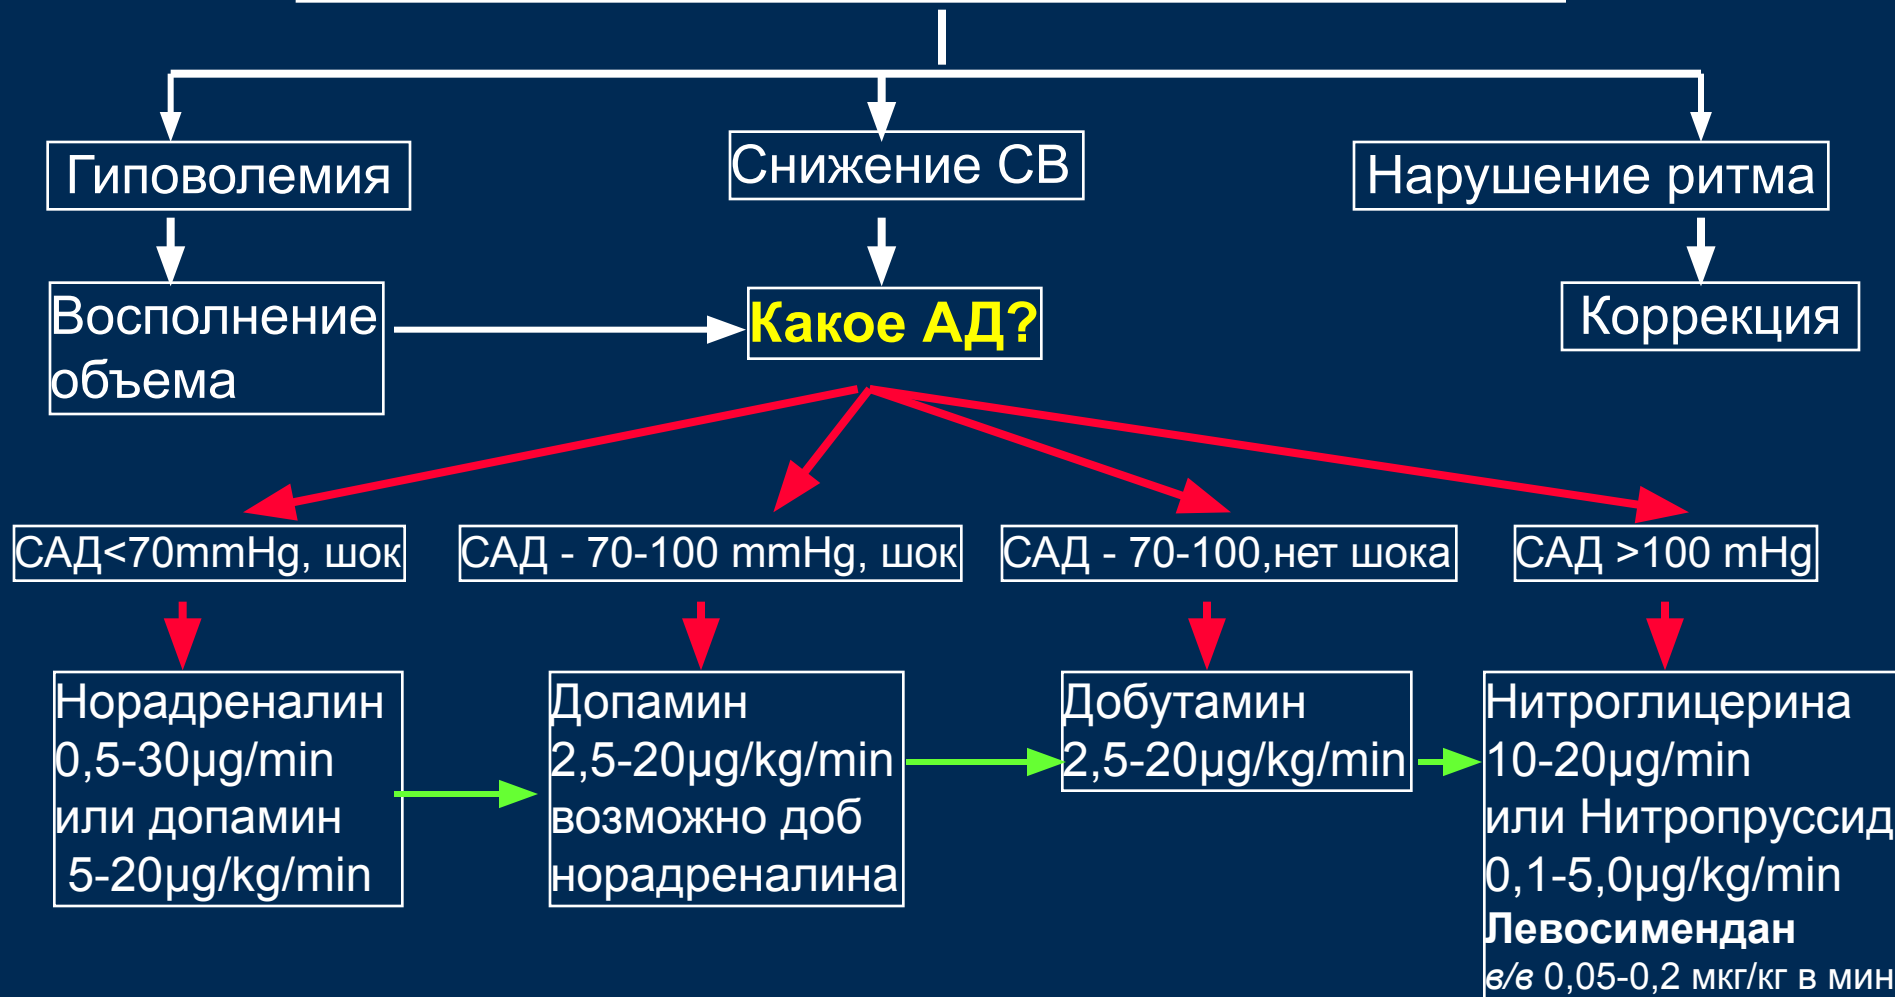 Гиповолемия
Снижение СВ
Нарушение ритма
Восполнение
объема
Какое АД?
Коррекция
САД<70mmHg, шок
САД - 70-100 mmHg, шок
САД - 70-100,нет шока
САД >100 mHg
Норадреналин
0,5-30µg/min
или допамин
5-20µg/kg/min
Допамин
2,5-20µg/kg/min
возможно доб
норадреналина
Добутамин
2,5-20µg/kg/min
Нитроглицерина
10-20µg/min
или Нитропруссид
0,1-5,0µg/kg/min
Левосимендан
в/в 0,05-0,2 мкг/кг в мин